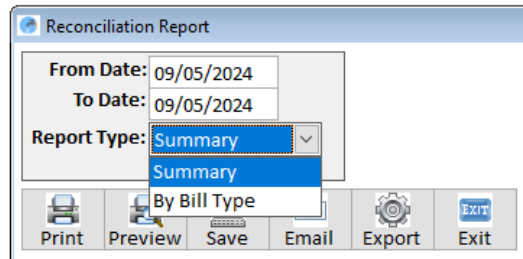 Reconciliation Report
From Date: 09/05/2024
To Date: 09/05/2024
Report Type: Summary
Summary
By Bill Type
Print Preview Save Email Export EXIT Exit